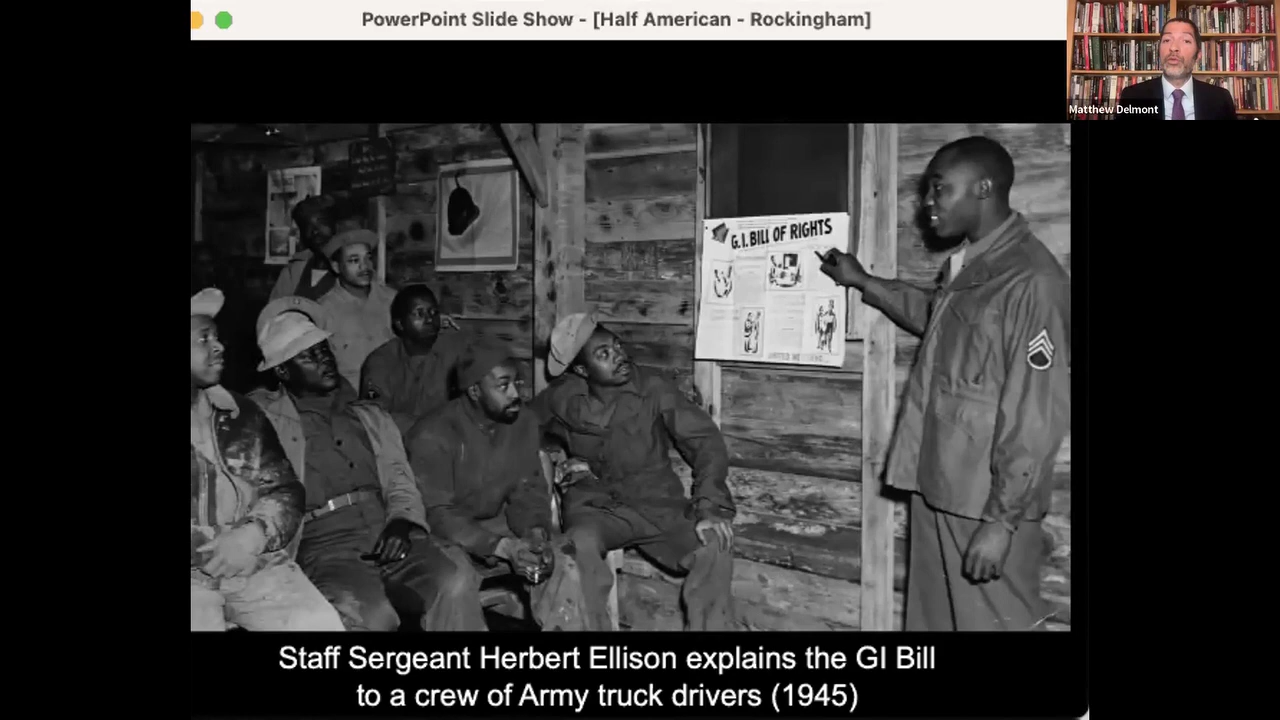 PowerPoint Slide Show - [Half American - Rockingham]
Matthew Delmont
G.I. BILL OF RIGHTS
Staff Sergeant Herbert Ellison explains the GI Bill
to a crew of Army truck drivers (1945)